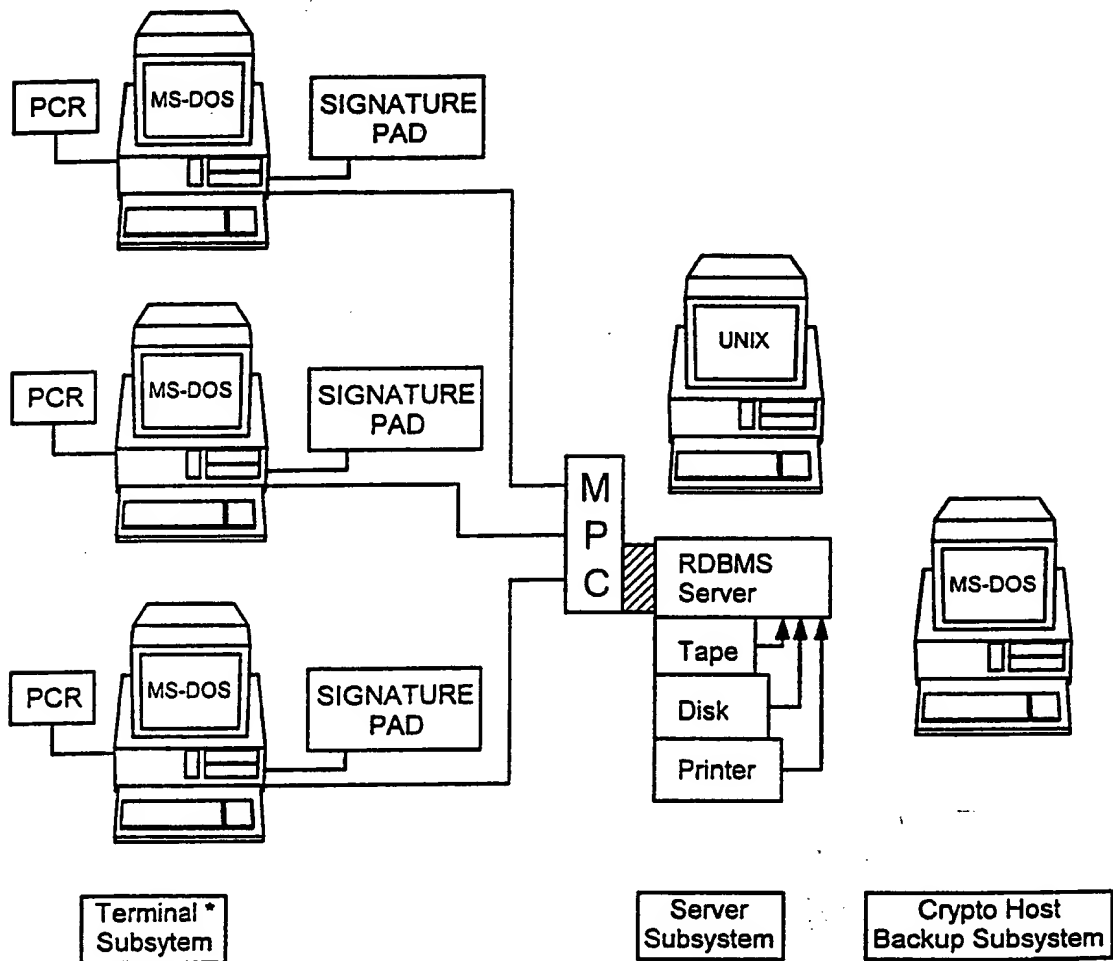 PCR
MS-DOS
SIGNATURE
PAD
PCR
MS-DOS
SIGNATURE
PAD
PCR
MS-DOS
SIGNATURE
PAD
M
P
C
UNIX
RDBMS
Server
Tape
Disk
Printer
MS-DOS
Terminal *
Subsytem
Server
Subsystem
Crypto Host
Backup Subsystem